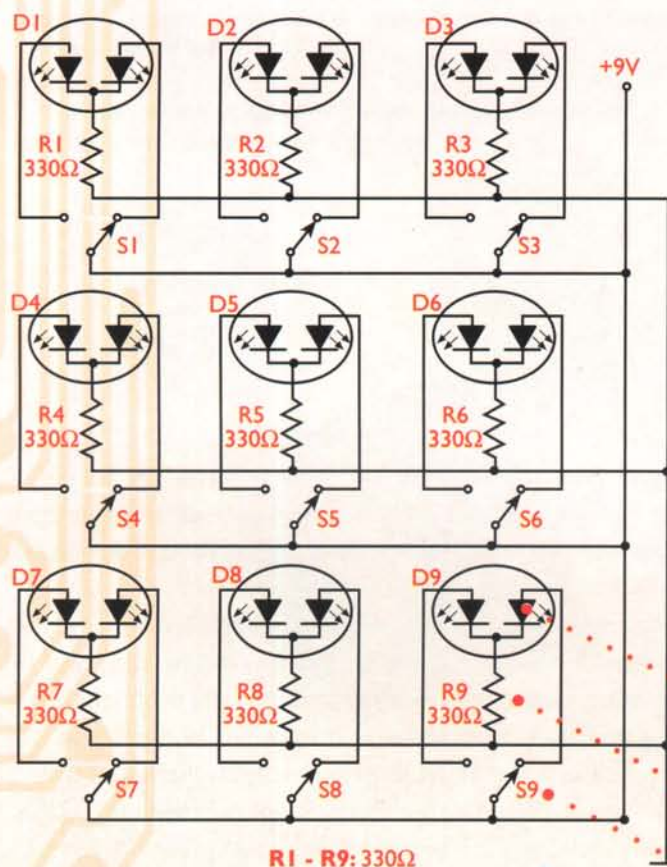 D1 D2 D3
+9V
R1 R2 R3
330Ω 330Ω 330Ω
S1 S2 S3
D4 D5 D6
R4 R5 R6
330Ω 330Ω 330Ω
S4 S5 S6
D7 D8 D9
R7 R8 R9
330Ω 330Ω 330Ω
S7 S8 S9
R1 - R9: 330Ω